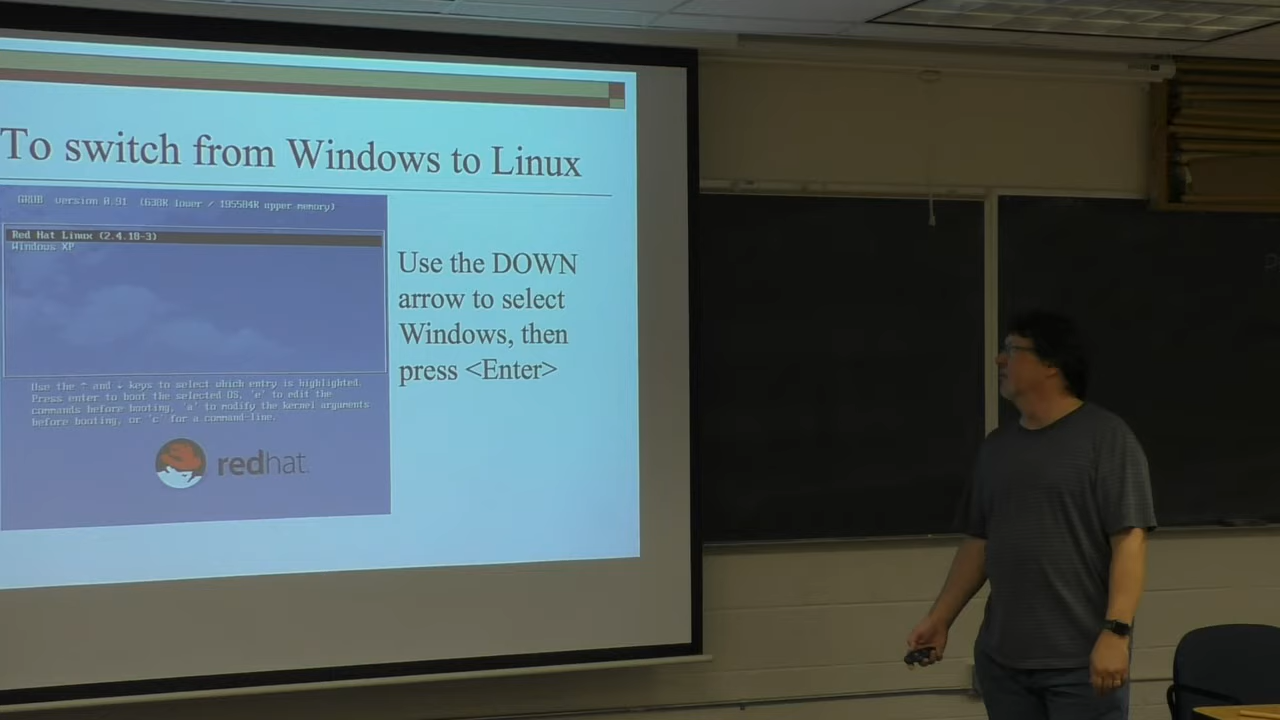 To switch from Windows to Linux
GRUB version 0.91 (638K lower / 195584K upper memory)
Red Hat Linux (2.4.18-3)
Windows XP
Use the ↑ and ↓ keys to select which entry is highlighted.
Press enter to boot the selected OS, 'e' to edit the
commands before booting, 'a' to modify the kernel arguments
before booting, or 'c' for a command-line.
redhat.
Use the DOWN
arrow to select
Windows, then
press <Enter>